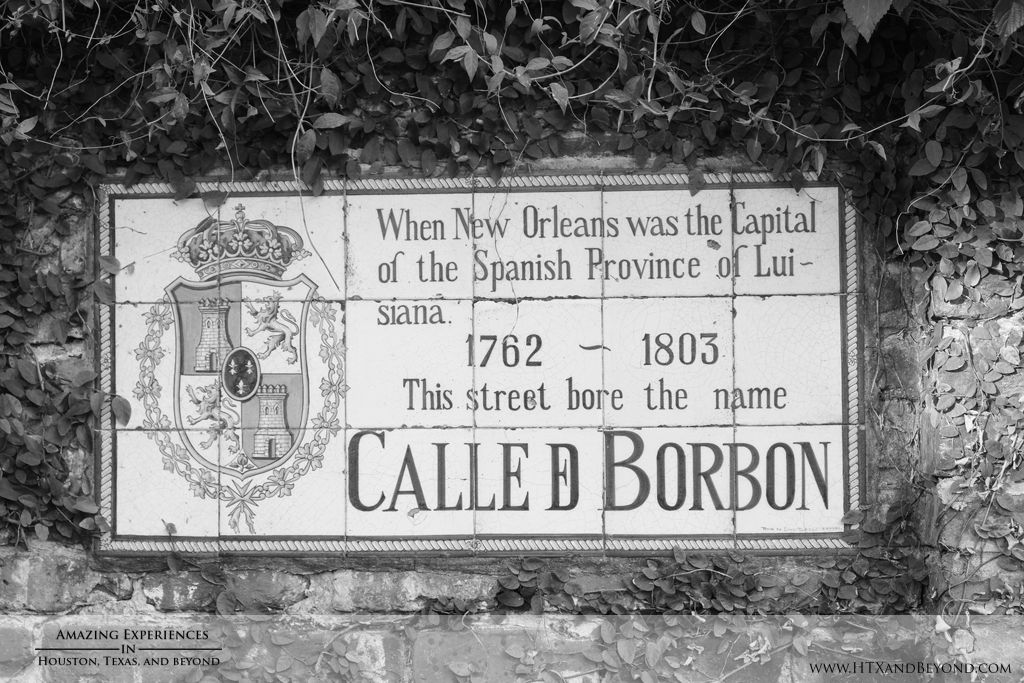 When New Orleans was the Capital
of the Spanish Province of Lui~
siana.
1762 ~ 1803
This street bore the name
CALLE D BORBON
AMAZING EXPERIENCES
IN
HOUSTON, TEXAS, AND BEYOND
WWW.HTXANDBEYOND.COM